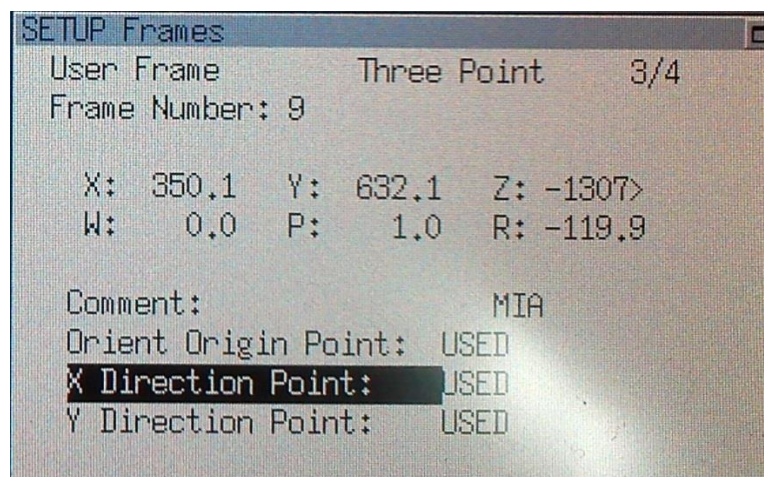 SETUP Frames
User Frame Three Point 3/4
Frame Number: 9
X: 350.1 Y: 632.1 Z: -1307>
W: 0.0 P: 1.0 R: -119.9
Comment: MIA
Orient Origin Point: USED
X Direction Point: USED
Y Direction Point: USED